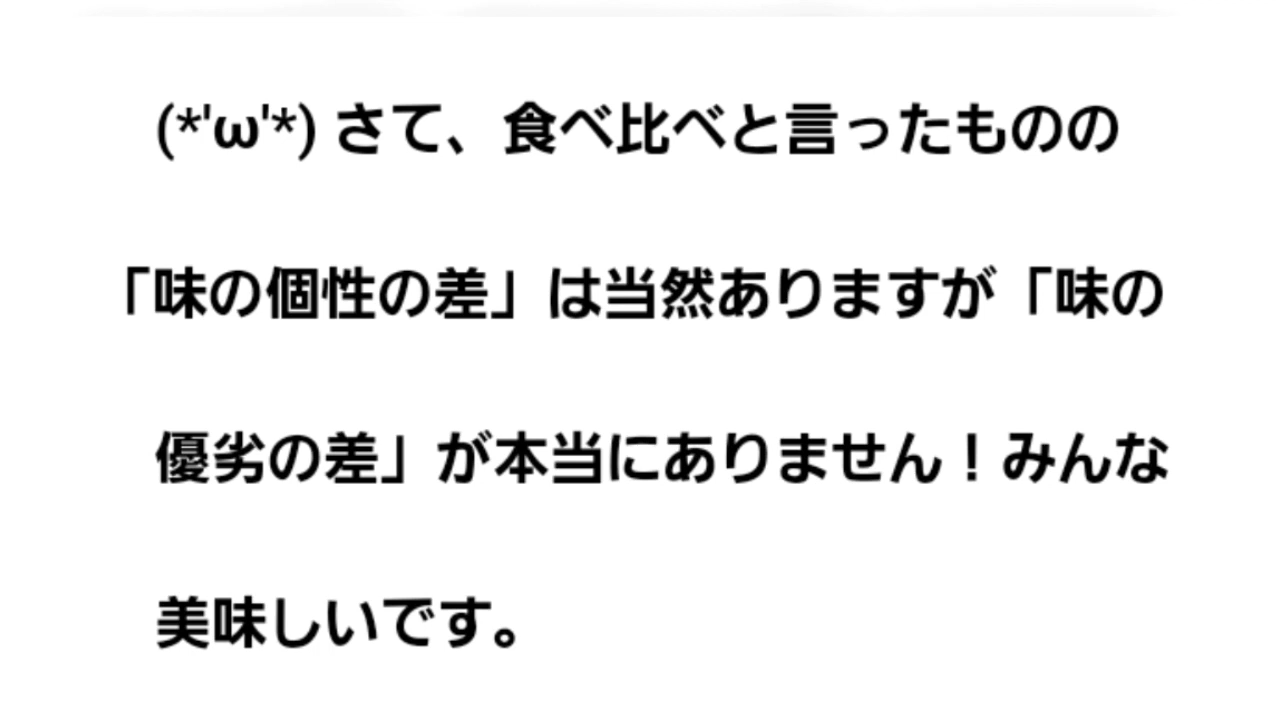 (*'ω'*) さて、食べ比べと言ったものの
「味の個性の差」は当然ありますが「味の
優劣の差」が本当にありません！みんな
美味しいです。